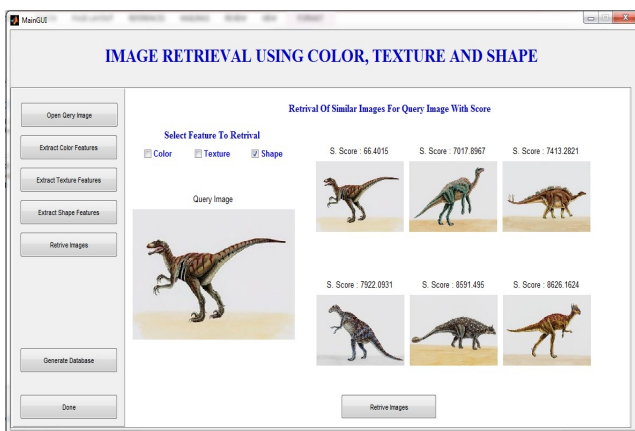 MainGUI
IMAGE RETRIEVAL USING COLOR, TEXTURE AND SHAPE
Open Qery Image
Extract Color Features
Extract Texture Features
Extract Shape Features
Retrive Images
Generate Database
Done
Retrival Of Similar Images For Query Image With Score
Select Feature To Retrival
Color Texture Shape
Query Image
S. Score : 66.4015 S. Score : 7017.8967 S. Score : 7413.2821
S. Score : 7922.0931 S. Score : 8591.495 S. Score : 8626.1624
Retrive Images